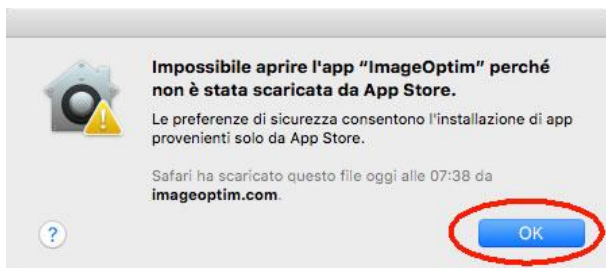 Impossibile aprire l'app “ImageOptim” perché
non è stata scaricata da App Store.
Le preferenze di sicurezza consentono l'installazione di app
provenienti solo da App Store.
Safari ha scaricato questo file oggi alle 07:38 da
imageoptim.com.
?
OK